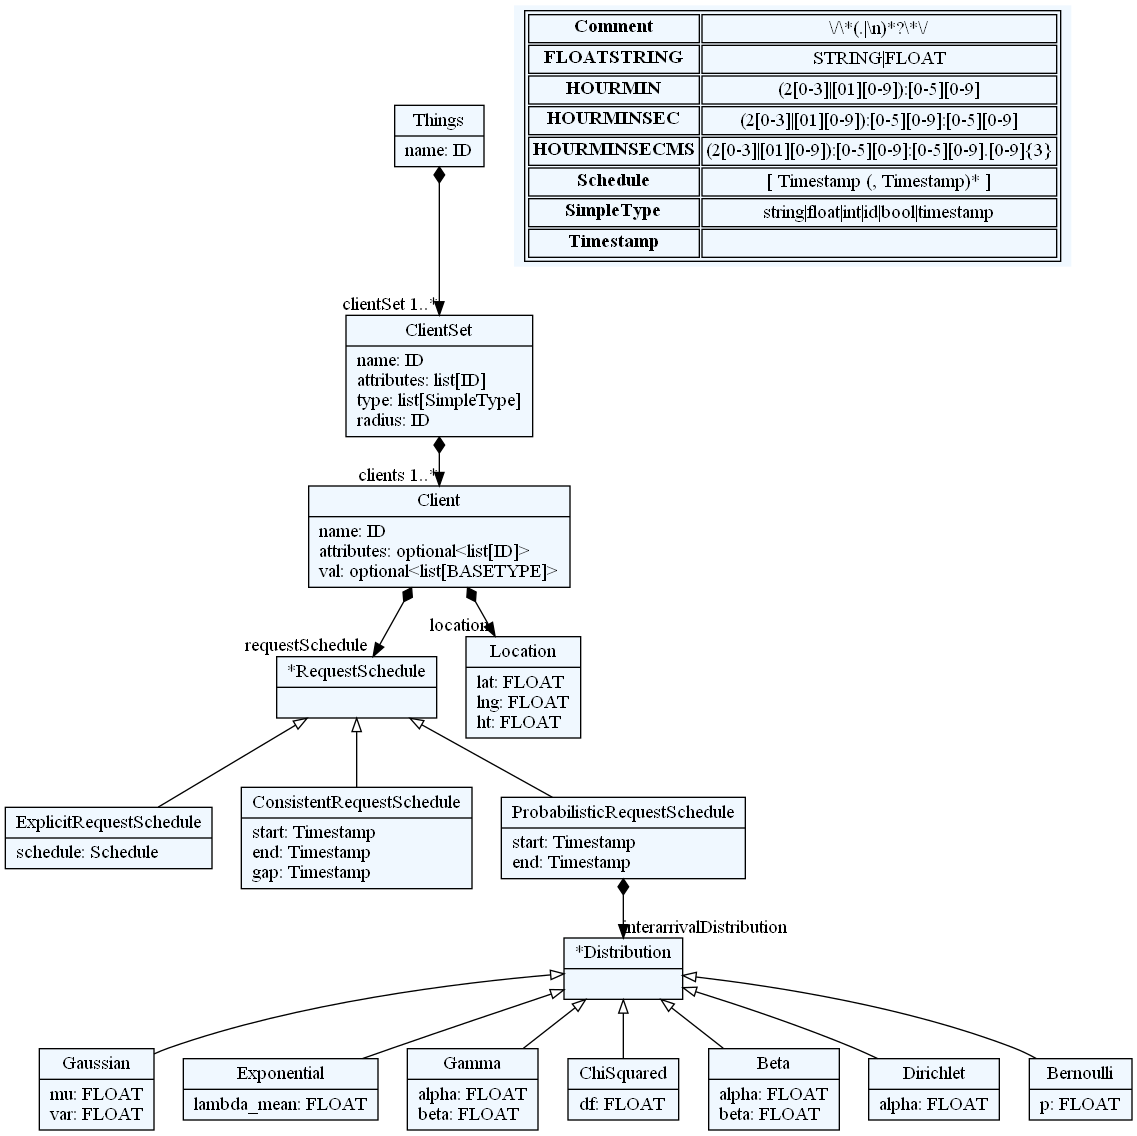 Comment \/\*(.|\n)*?\*\/
FLOATSTRING STRING|FLOAT
HOURMIN (2[0-3]|[01][0-9]):[0-5][0-9]
HOURMINSEC (2[0-3]|[01][0-9]):[0-5][0-9]:[0-5][0-9]
HOURMINSECMS (2[0-3]|[01][0-9]):[0-5][0-9]:[0-5][0-9].[0-9]{3}
Schedule [ Timestamp (, Timestamp)* ]
SimpleType string|float|int|id|bool|timestamp
Timestamp
Things
name: ID
clientSet 1..*
ClientSet
name: ID
attributes: list[ID]
type: list[SimpleType]
radius: ID
clients 1..*
Client
name: ID
attributes: optional<list[ID]>
val: optional<list[BASETYPE]>
requestSchedule
location
*RequestSchedule
Location
lat: FLOAT
lng: FLOAT
ht: FLOAT
ExplicitRequestSchedule
schedule: Schedule
ConsistentRequestSchedule
start: Timestamp
end: Timestamp
gap: Timestamp
ProbabilisticRequestSchedule
start: Timestamp
end: Timestamp
interarrivalDistribution
*Distribution
Gaussian
mu: FLOAT
var: FLOAT
Exponential
lambda_mean: FLOAT
Gamma
alpha: FLOAT
beta: FLOAT
ChiSquared
df: FLOAT
Beta
alpha: FLOAT
beta: FLOAT
Dirichlet
alpha: FLOAT
Bernoulli
p: FLOAT